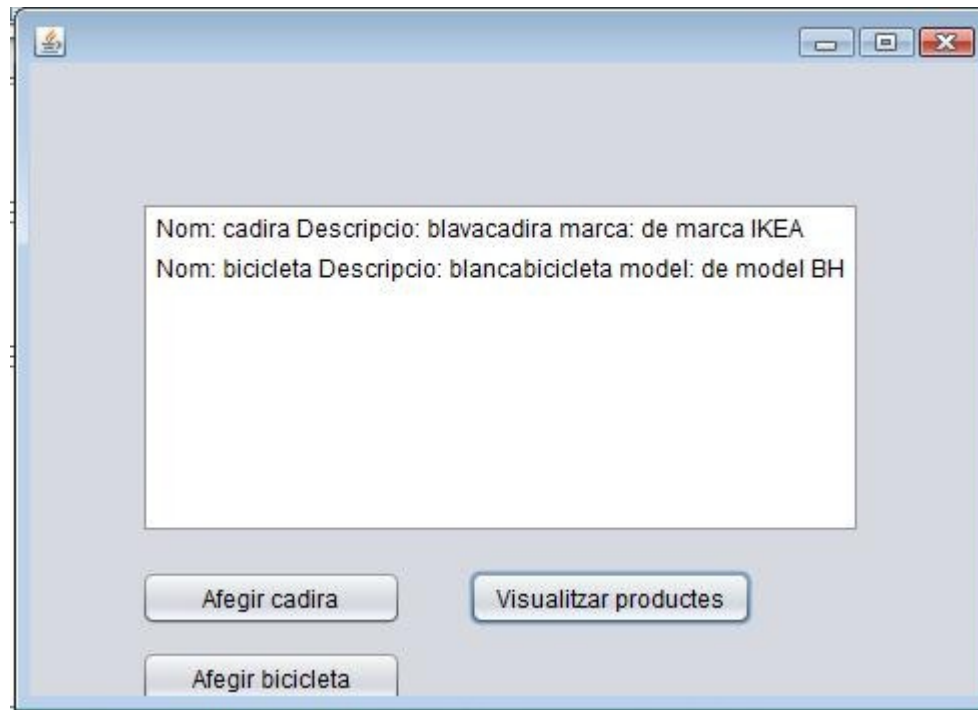 Nom: cadira Descripcio: blavacadira marca: de marca IKEA
Nom: bicicleta Descripcio: blancabicicleta model: de model BH
Afegir cadira
Visualitzar productes
Afegir bicicleta